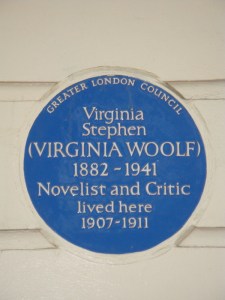 GREATER LONDON COUNCIL
Virginia
Stephen
(VIRGINIA WOOLF)
1882 - 1941
Novelist and Critic
lived here
1907-1911